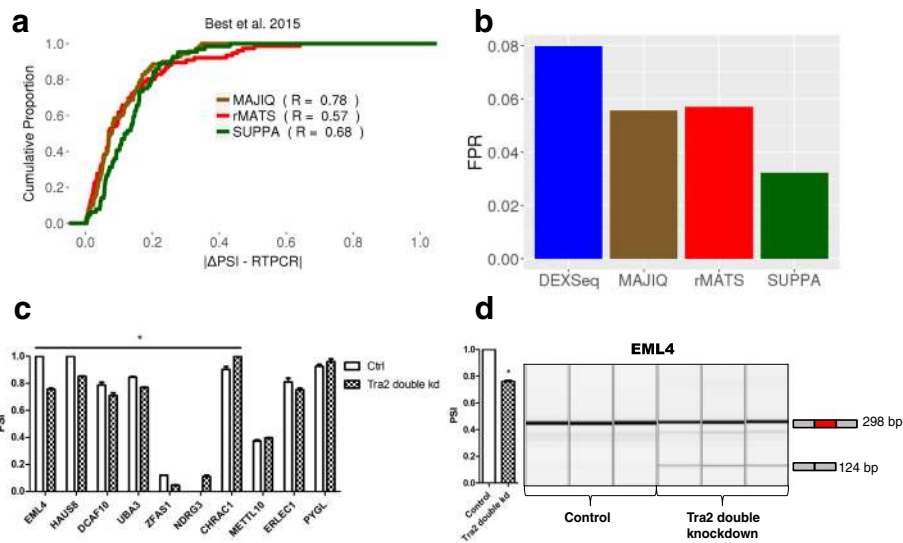 a
Best et al. 2015
1.0
0.8
0.6
0.4
0.2
0.0
Cumulative Proportion
MAJIQ ( R = 0.78 )
rMATS ( R = 0.57 )
SUPPA ( R = 0.68 )
0.0 0.2 0.4 0.6 0.8 1.0
|ΔPSI - RTPCR|
b
0.08
0.06
0.04
0.02
0.00
FPR
DEXSeq MAJIQ rMATS SUPPA
c
*
1.0
0.8
0.6
0.4
0.2
0.0
PSI
Ctrl
Tra2 double kd
EML4 HAUS8 DCAF10 UBA3 ZFAS1 NDRG3 CHRAC1 METTL10 ERLEC1 PYGL
d
EML4
1.0
0.8
0.6
0.4
0.2
0.0
PSI
*
Control
Tra2 double kd
298 bp
124 bp
Control
Tra2 double
knockdown